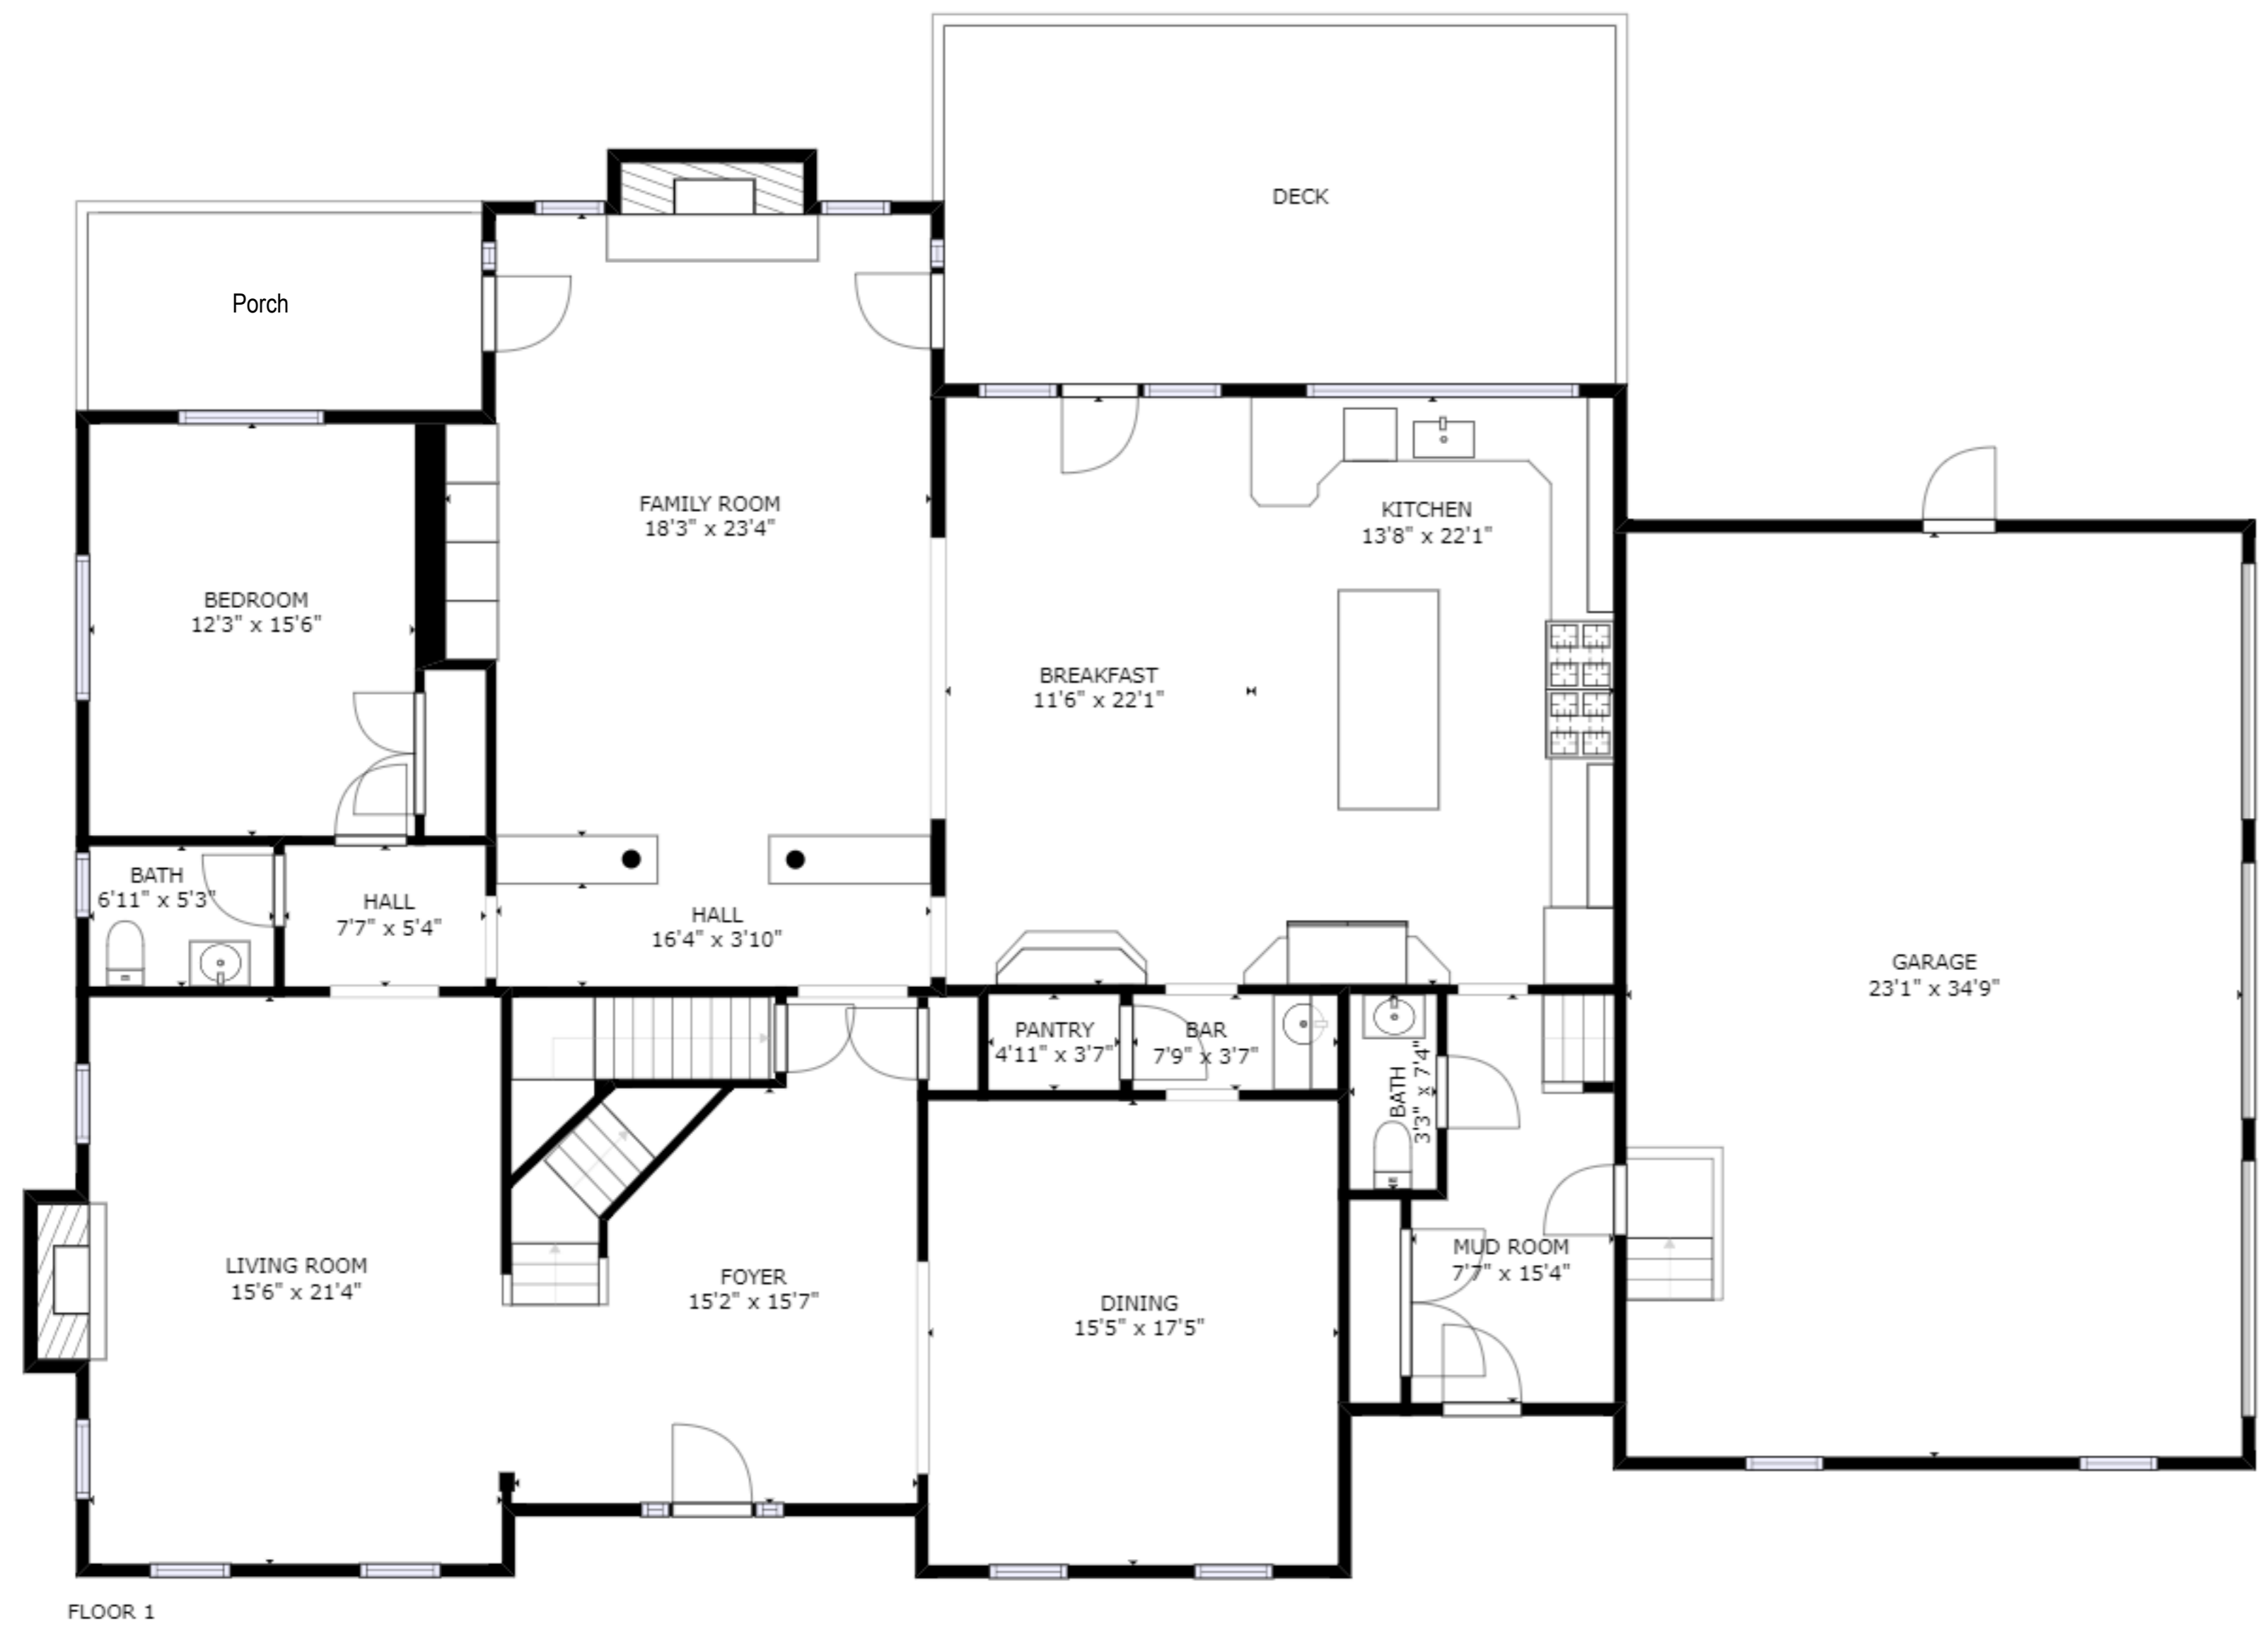 DECK
Porch
FAMILY ROOM
18'3" x 23'4"
KITCHEN
13'8" x 22'1"
BEDROOM
12'3" x 15'6"
BREAKFAST
11'6" x 22'1"
BATH
6'11" x 5'3"
HALL
7'7" x 5'4"
HALL
16'4" x 3'10"
GARAGE
23'1" x 34'9"
PANTRY
4'11" x 3'7"
BAR
7'9" x 3'7"
BATH
3'3" x 7'4"
LIVING ROOM
15'6" x 21'4"
FOYER
15'2" x 15'7"
DINING
15'5" x 17'5"
MUD ROOM
7'7" x 15'4"
FLOOR 1